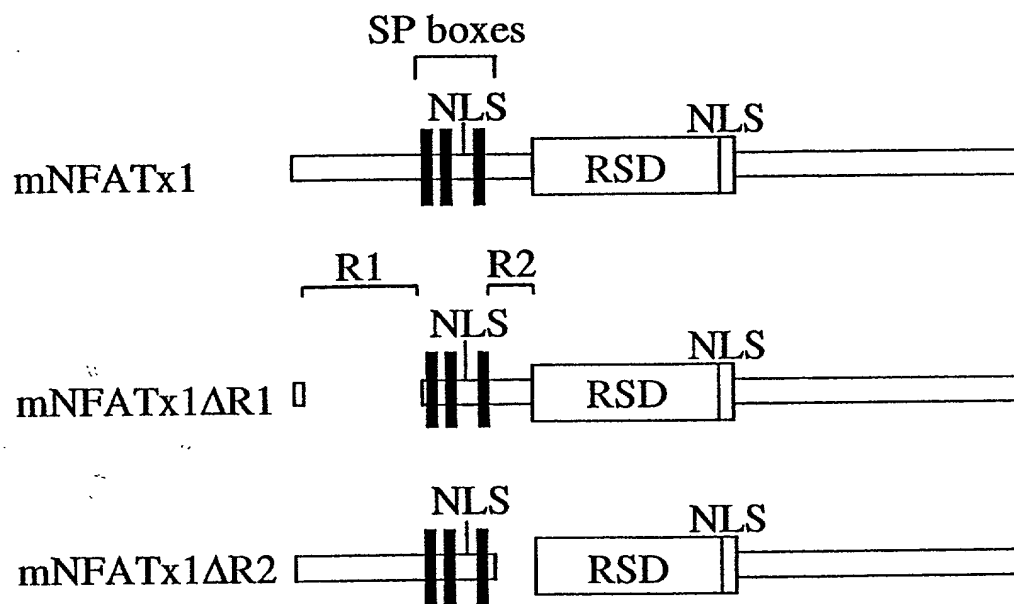 SP boxes
NLS
NLS
mNFATx1
RSD
R1
R2
NLS
NLS
mNFATx1ΔR1
RSD
NLS
NLS
mNFATx1ΔR2
RSD